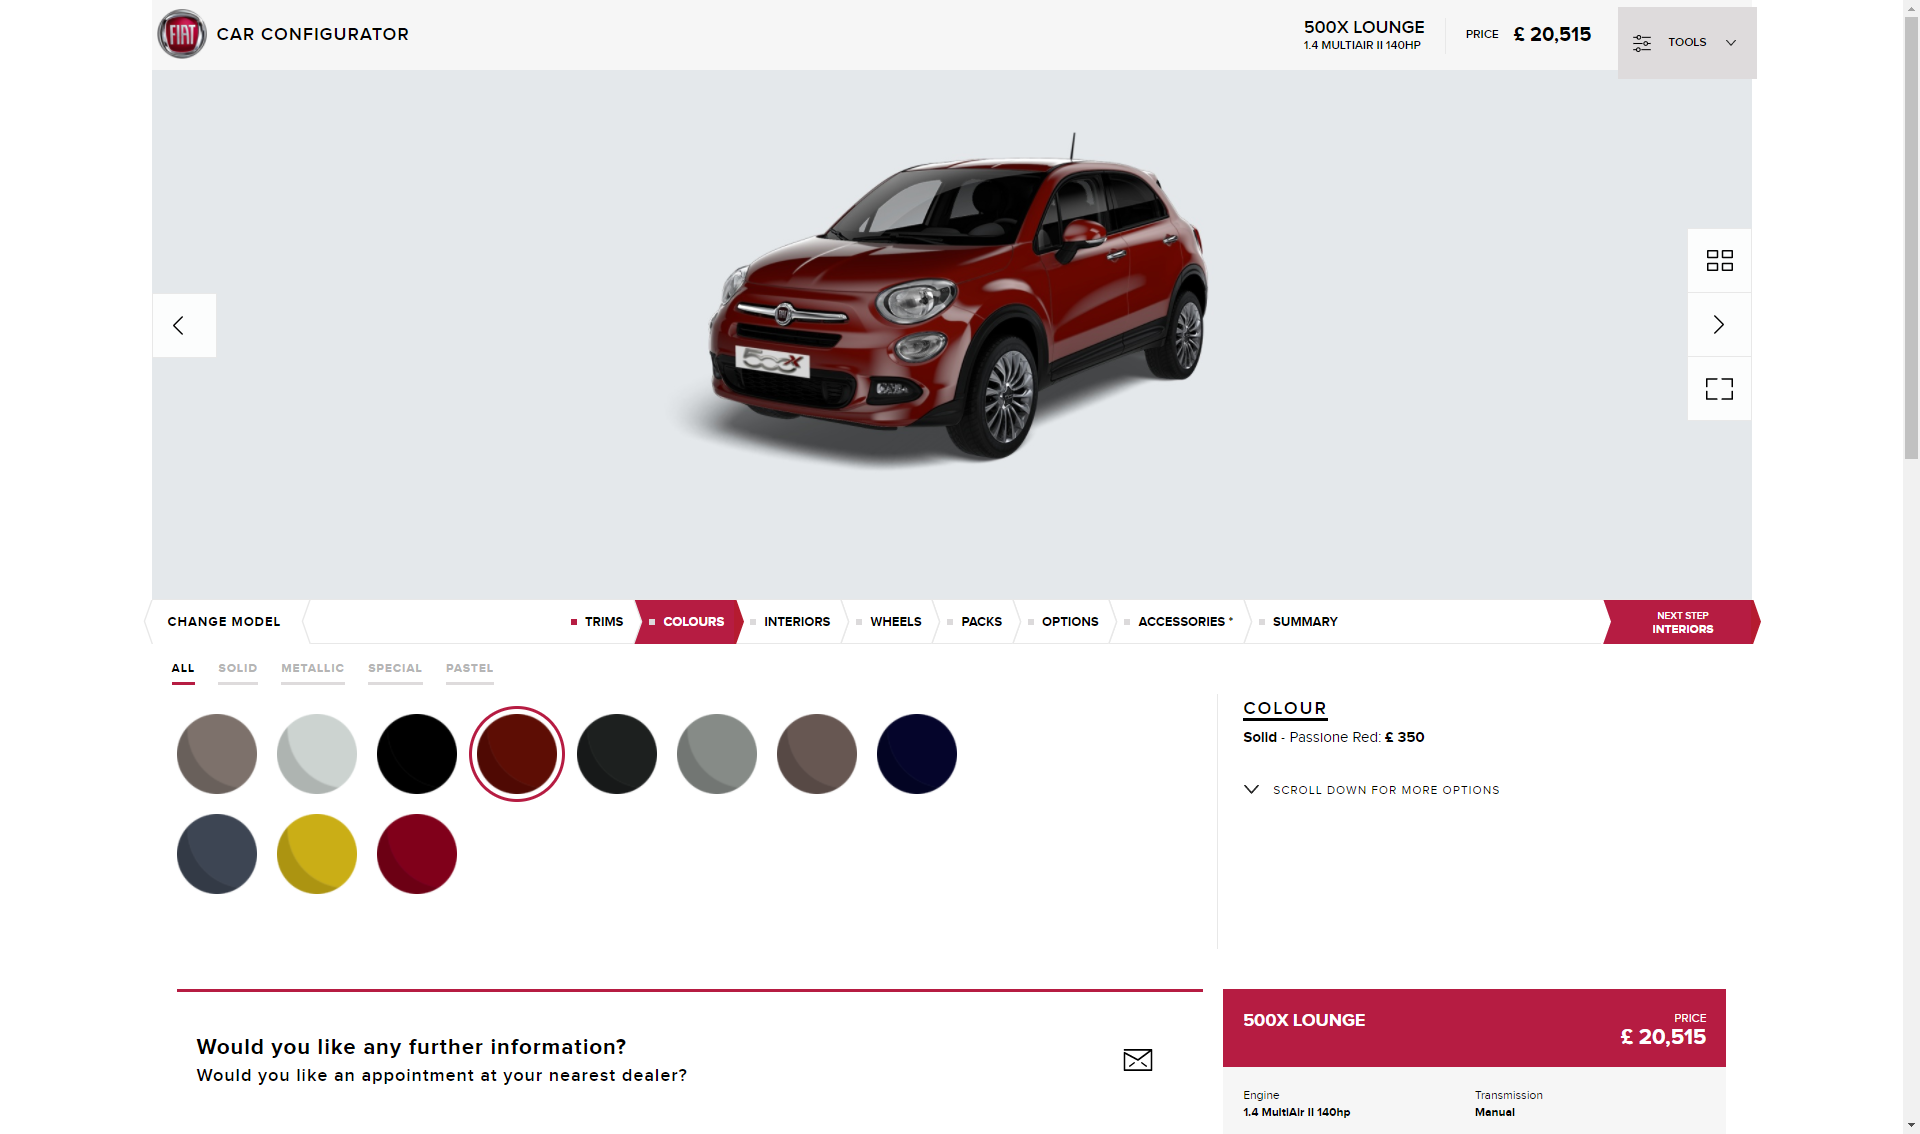 FIAT
CAR CONFIGURATOR
500X LOUNGE
1.4 MULTIAIR II 140HP
PRICE £ 20,515
TOOLS
500X
CHANGE MODEL
TRIMS
COLOURS
INTERIORS
WHEELS
PACKS
OPTIONS
ACCESSORIES *
SUMMARY
NEXT STEP
INTERIORS
ALL SOLID METALLIC SPECIAL PASTEL
COLOUR
Solid - Passione Red: £ 350
SCROLL DOWN FOR MORE OPTIONS
Would you like any further information?
Would you like an appointment at your nearest dealer?
500X LOUNGE
PRICE
£ 20,515
Engine
1.4 MultiAir II 140hp
Transmission
Manual